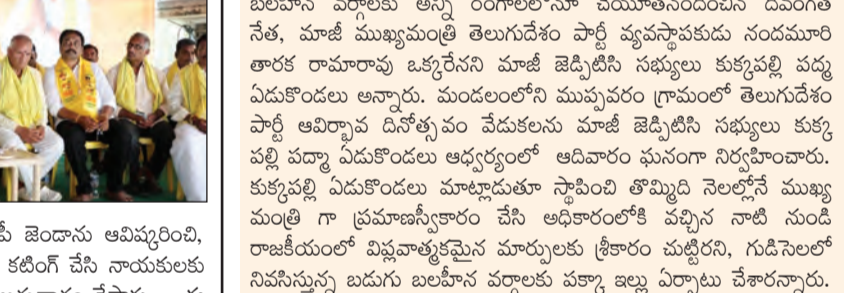 బలహీన వర్గాలకు అన్ని రంగాలలోనూ చేయూతనందించిన దివంగత
నేత, మాజీ ముఖ్యమంత్రి తెలుగుదేశం పార్టీ వ్యవస్థాపకుడు నందమూరి
తారక రామారావు ఒక్కరేనని మాజీ జెడ్పిటిసి సభ్యులు కుక్కపల్లి పద్మ
ఏడుకొండలు అన్నారు. మండలంలోని ముప్పవరం గ్రామంలో తెలుగుదేశం
పార్టీ ఆవిర్భావ దినోత్సవం వేడుకలను మాజీ జెడ్పిటిసి సభ్యులు కుక్క
పల్లి పద్మా ఏడుకొండలు ఆధ్వర్యంలో ఆదివారం ఘనంగా నిర్వహించారు.
కుక్కపల్లి ఏడుకొండలు మాట్లాడుతూ స్థాపించి తొమ్మిది నెలల్లోనే ముఖ్య
మంత్రి గా ప్రమాణస్వీకారం చేసి అధికారంలోకి వచ్చిన నాటి నుండి
రాజకీయంలో విప్లవాత్మకమైన మార్పులకు శ్రీకారం చుట్టిరని, గుడిసెలలో
నివసిస్తున్న బడుగు బలహీన వర్గాలకు పక్కా ఇల్లు ఏర్పాటు చేశారన్నారు.
జెండాను ఆవిష్కరించి,
కటింగ్ చేసి నాయకులకు